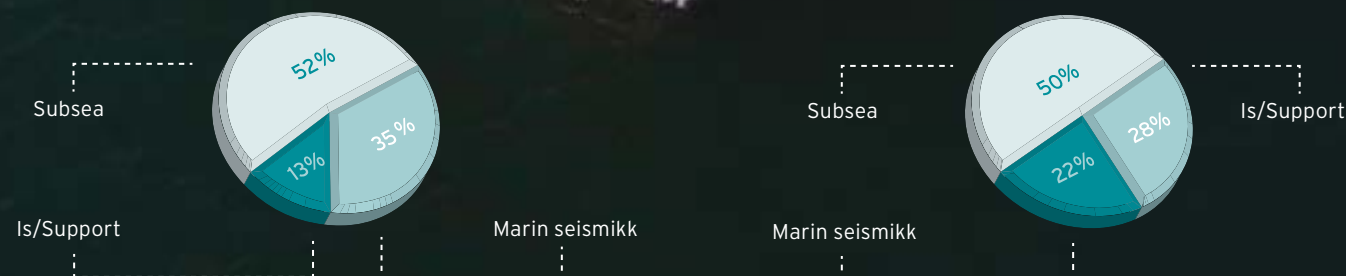 52%
Subsea
35%
13%
Is/Support
Marin seismikk
50%
Subsea
28%
Is/Support
22%
Marin seismikk